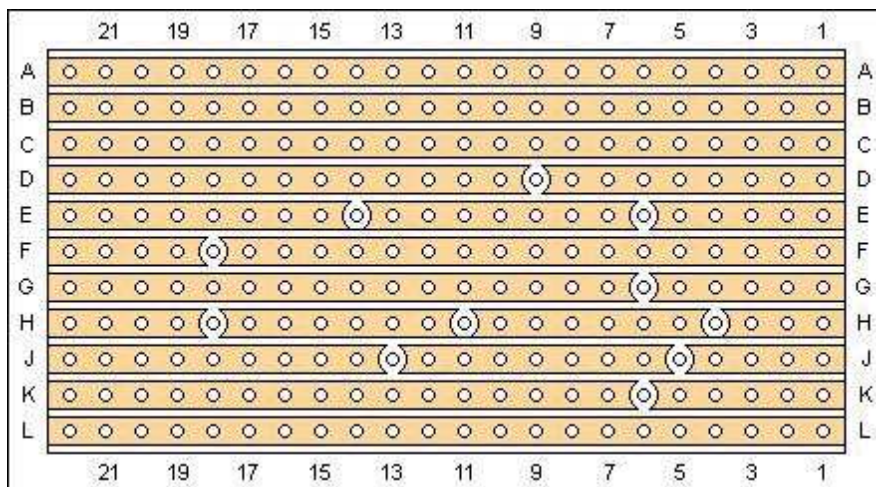 21 19 17 15 13 11 9 7 5 3 1
A A
B B
C C
D D
E E
F F
G G
H H
J J
K K
L L
21 19 17 15 13 11 9 7 5 3 1